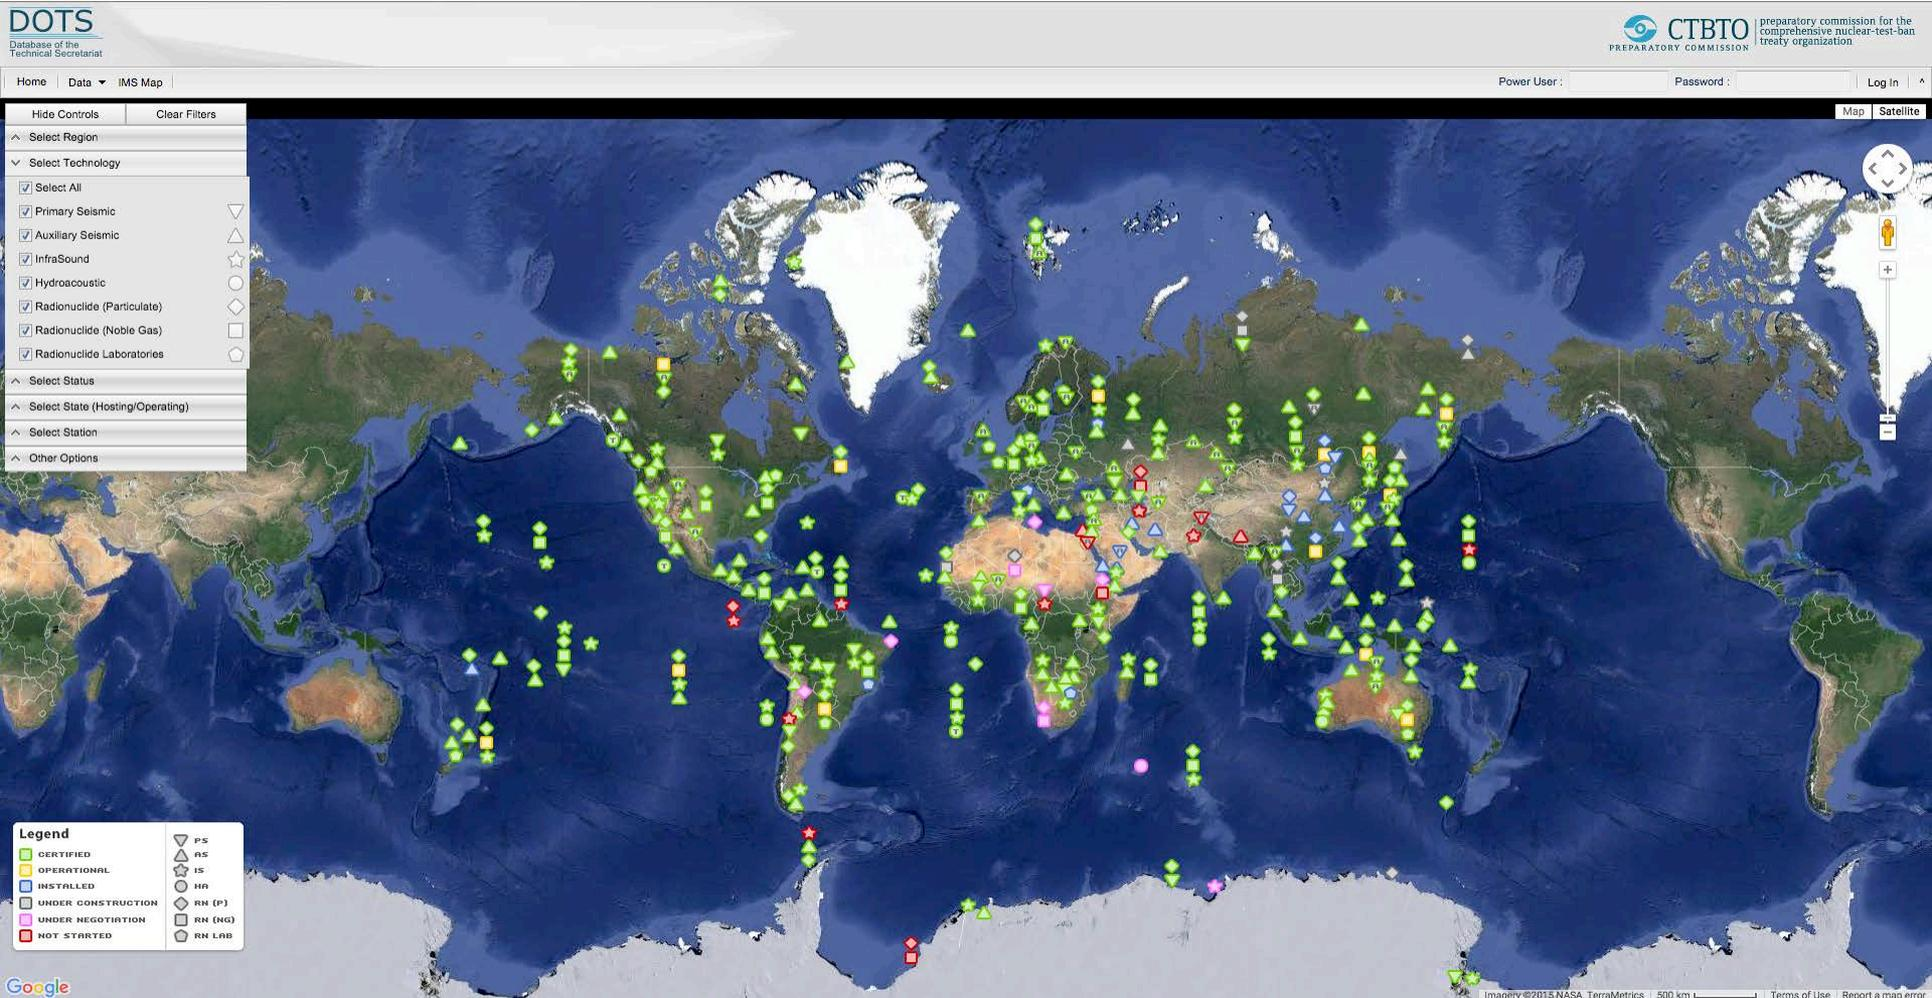 DOTS
Database of the
Technical Secretariat
CTBTO
PREPARATORY COMMISSION
preparatory commission for the
comprehensive nuclear-test-ban
treaty organization
Home Data IMS Map Power User : Password : Log In ^
Hide Controls Clear Filters Map Satellite
Select Region
Select Technology
Select All
Primary Seismic
Auxiliary Seismic
InfraSound
Hydroacoustic
Radionuclide (Particulate)
Radionuclide (Noble Gas)
Radionuclide Laboratories
Select Status
Select State (Hosting/Operating)
Select Station
Other Options
Legend
CERTIFIED
OPERATIONAL
INSTALLED
UNDER CONSTRUCTION
UNDER NEGOTIATION
NOT STARTED
PS
AS
IS
HA
RN (P)
RN (NG)
RN LAB
Google
Imagery ©2015 NASA, TerraMetrics 500 km Terms of Use Report a map error